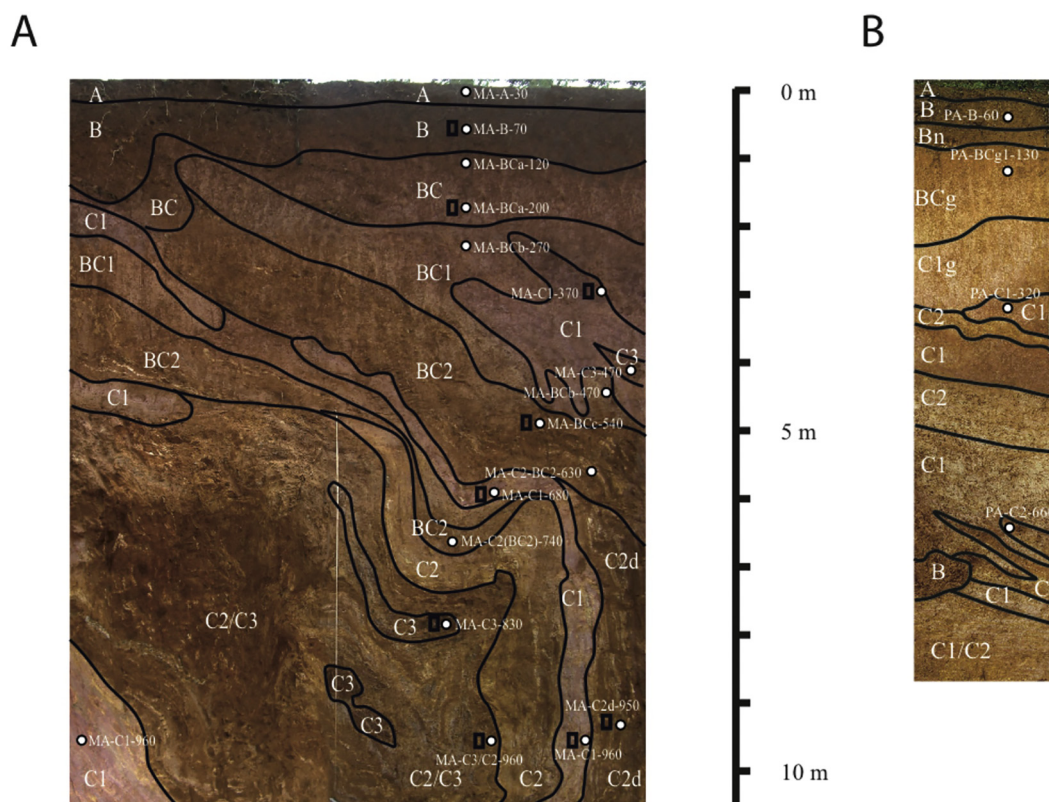 A
B
A
A
MA-A-30
0 m
B
B
MA-B-70
MA-BCa-120
BC
BC
MA-BCa-200
C1
MA-BCb-270
BC1
BC1
MA-C1-370
C1
C3
BC2
BC2
MA-C3-470
MA-BCb-470
C1
MA-BCc-540
5 m
MA-C2-BC2-630
MA-C1-680
BC2
MA-C2(BC2)-740
C2
C2d
C1
C2/C3
C3
MA-C3-830
C3
C3
MA-C2d-950
MA-C1-960
MA-C3/C2-960
MA-C1-960
C1
C2/C3
C2
C2d
10 m
A
B
PA-B-60
Bn
PA-BCg1-130
BCg
C1g
PA-C1-320
C2
C1
C1
C2
C1
PA-C2-66
B
C1
C
C1/C2